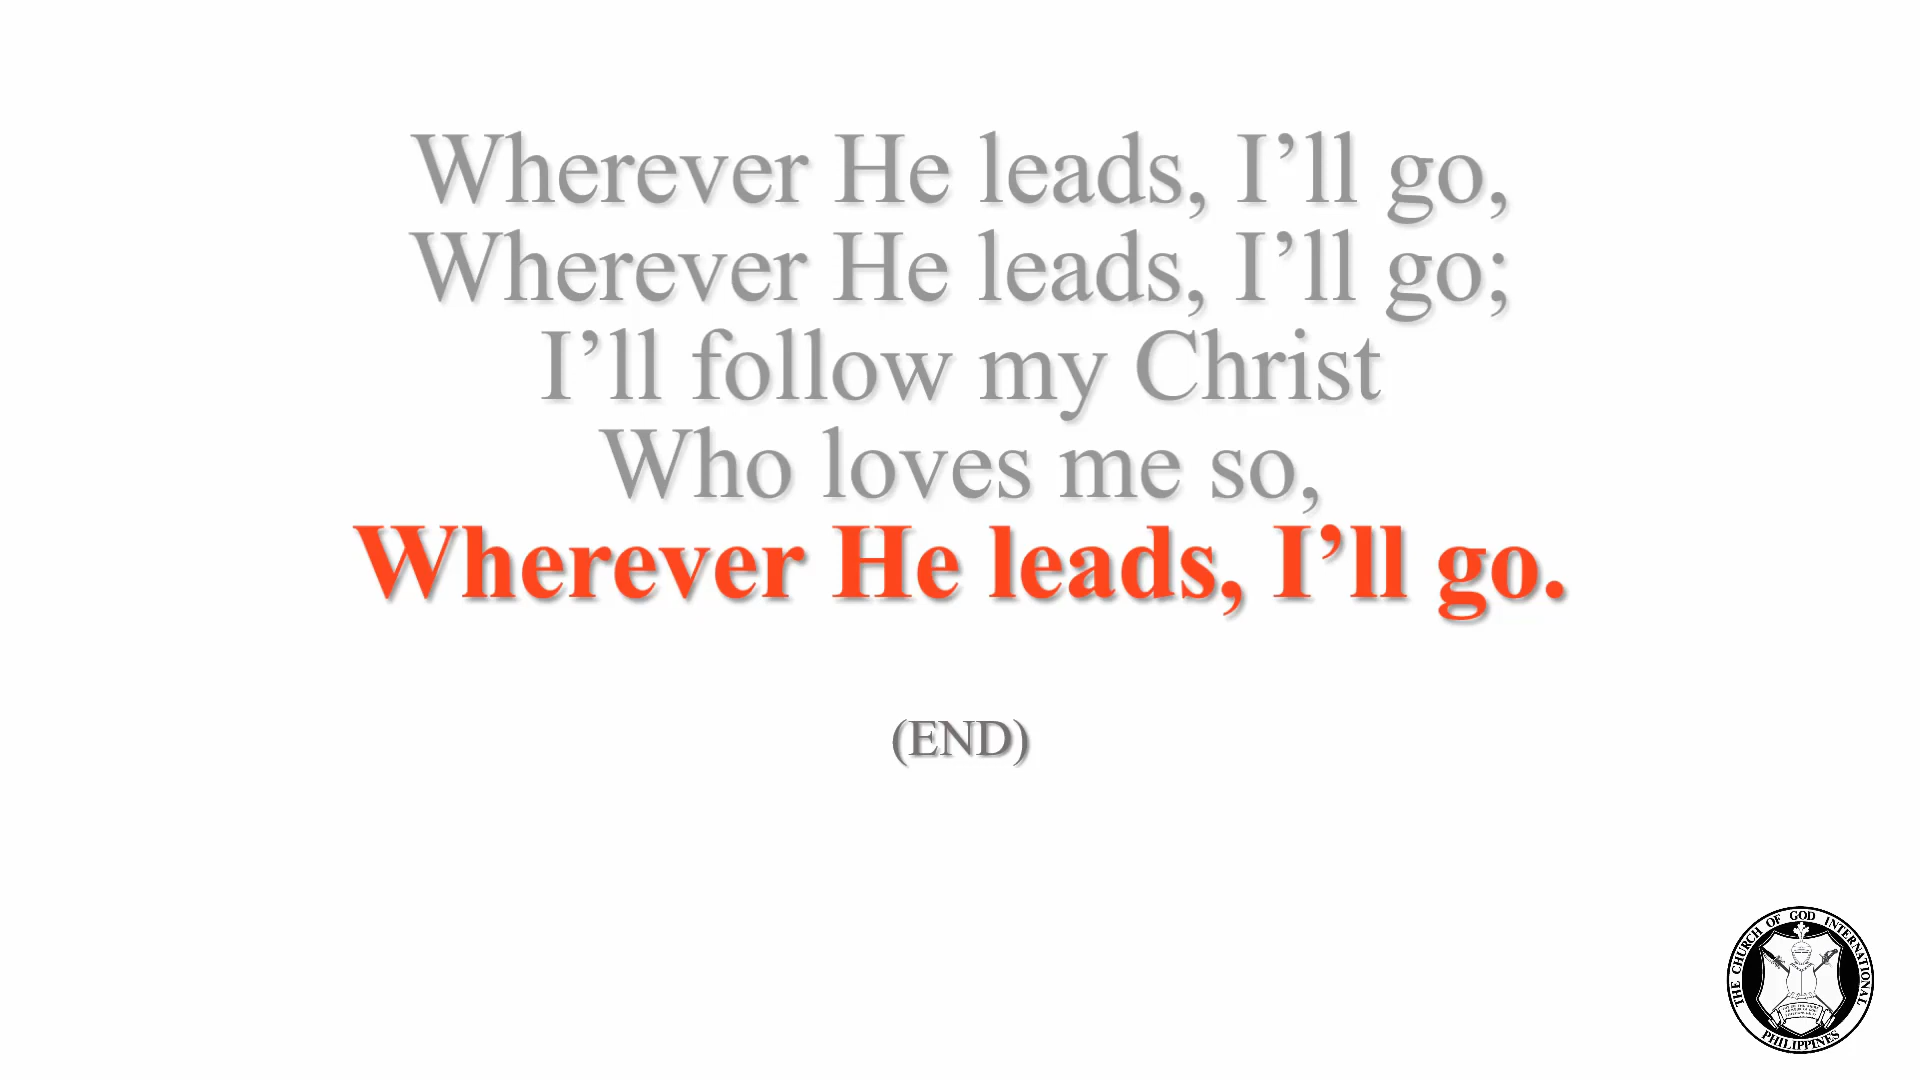 Wherever He leads, I’ll go,
Wherever He leads, I’ll go;
I’ll follow my Christ
Who loves me so,
Wherever He leads, I’ll go.
(END)
THE CHURCH OF GOD INTERNATIONAL
PHILIPPINES